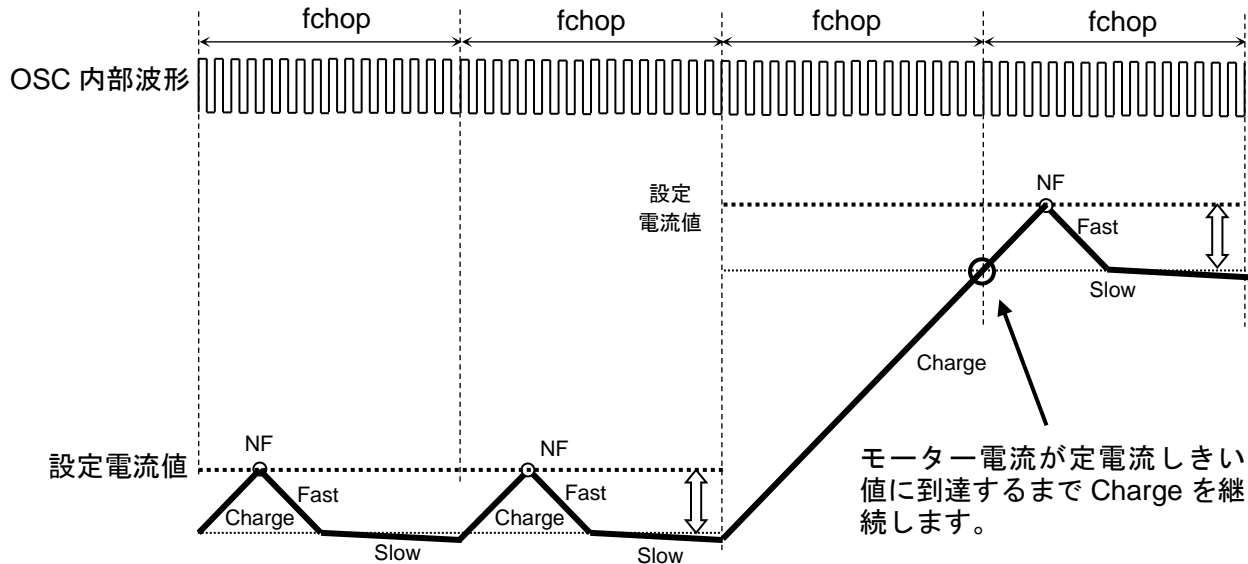 fchop
fchop
fchop
fchop
OSC 内部波形
設定
電流値
NF
Fast
Slow
Charge
設定電流値
NF
Fast
Charge
Slow
NF
Fast
Charge
Slow
モーター電流が定電流しきい
値に到達するまで Charge を継
続します。